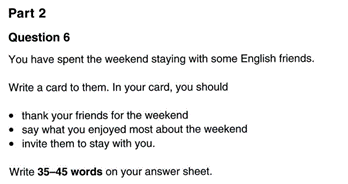 Part 2
Question 6
You have spent the weekend staying with some English friends.
Write a card to them. In your card, you should
• thank your friends for the weekend
• say what you enjoyed most about the weekend
• invite them to stay with you.
Write 35–45 words on your answer sheet.